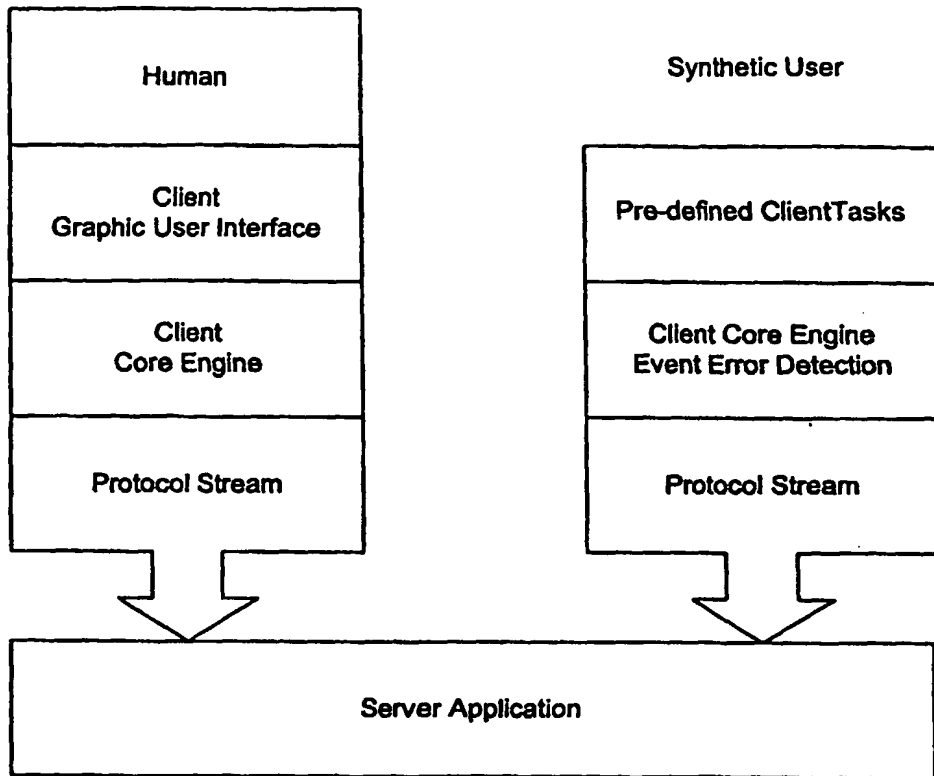 Human
Synthetic User
Client
Graphic User Interface
Pre-defined ClientTasks
Client
Core Engine
Client Core Engine
Event Error Detection
Protocol Stream
Protocol Stream
Server Application